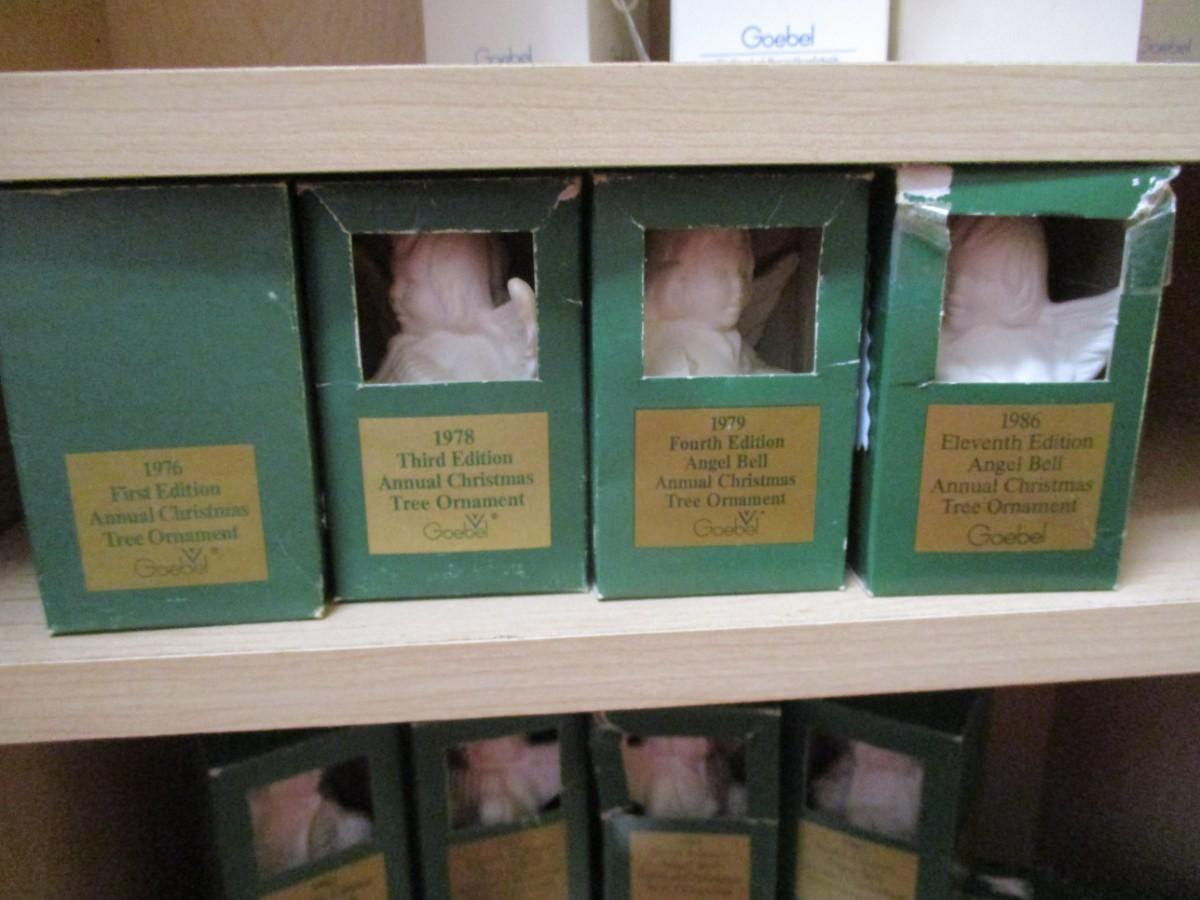 Goebel
Goebel
Goebel
1976
First Edition
Annual Christmas
Tree Ornament
Goebel
1978
Third Edition
Annual Christmas
Tree Ornament
Goebel
1979
Fourth Edition
Angel Bell
Annual Christmas
Tree Ornament
Goebel
1986
Eleventh Edition
Angel Bell
Annual Christmas
Tree Ornament
Goebel